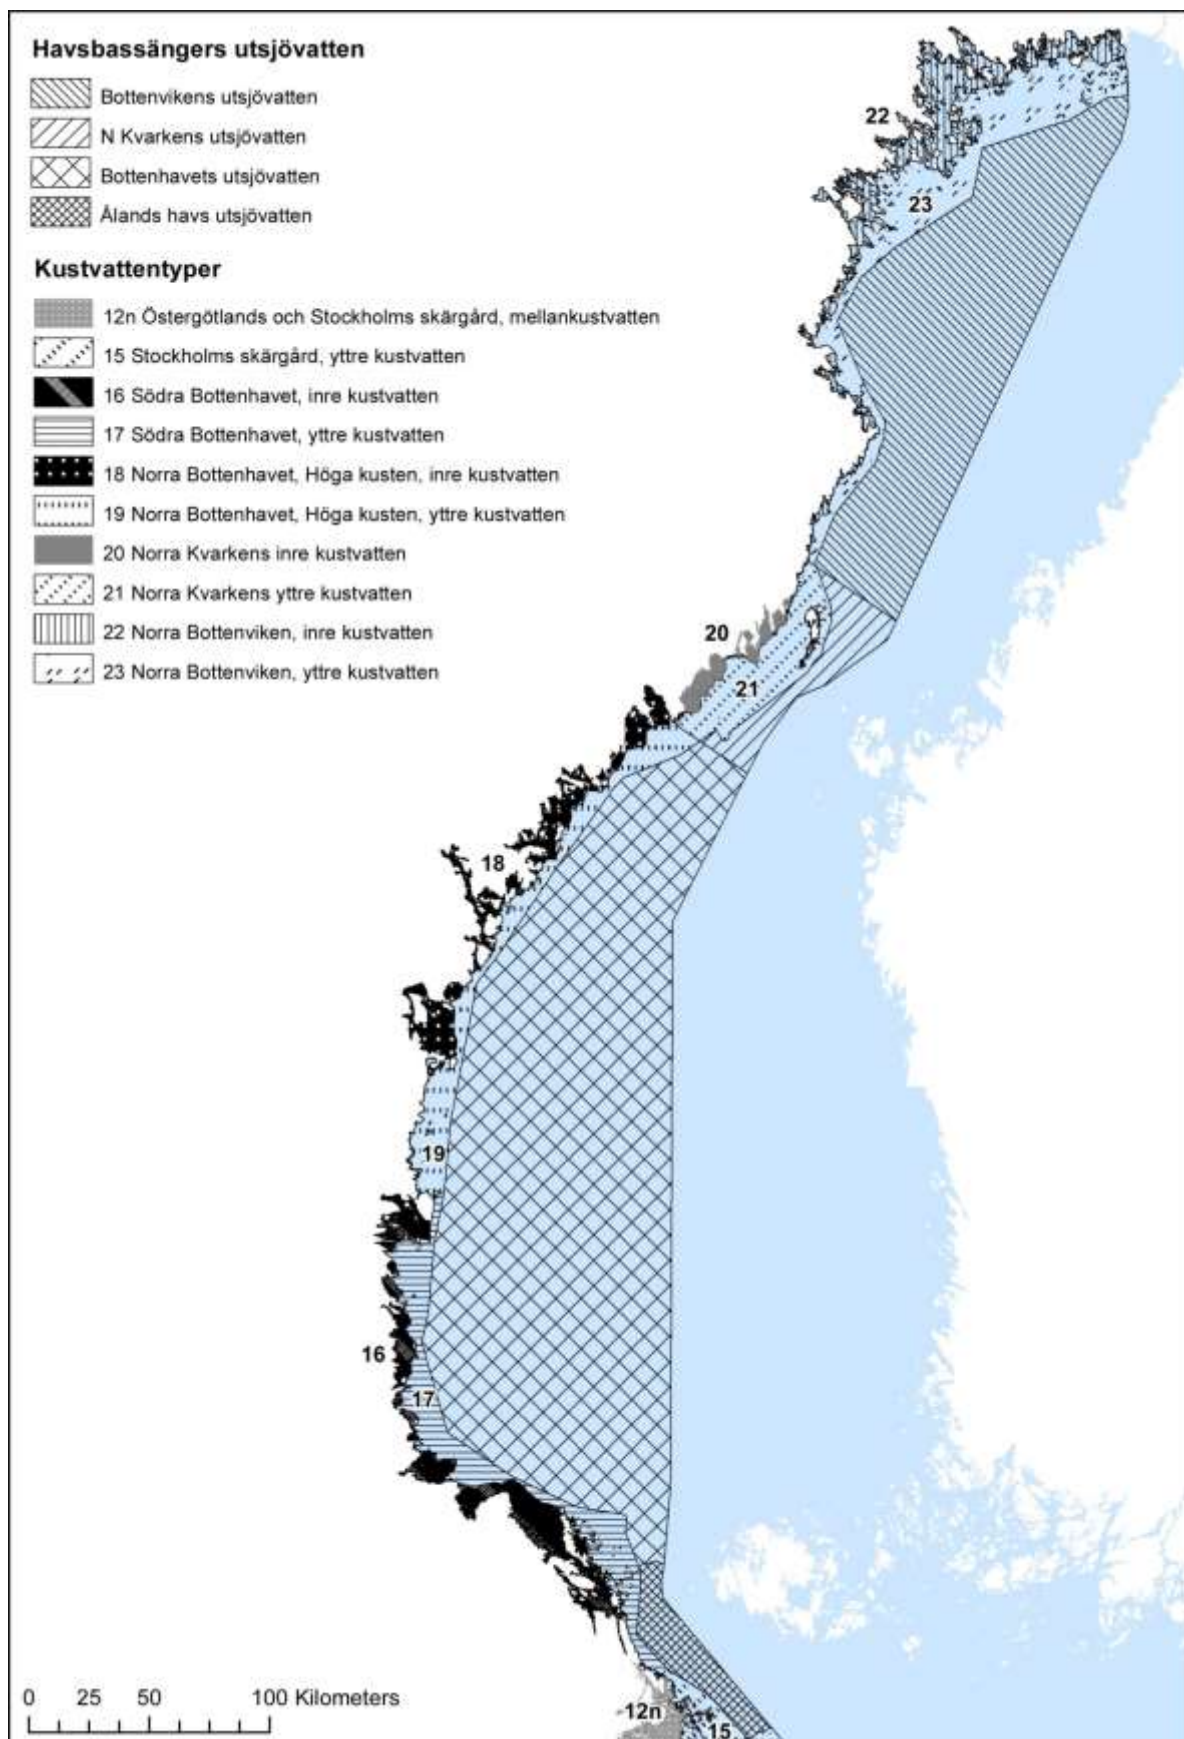 Havsbassängers utsjövatten
Bottenvikens utsjövatten
N Kvarkens utsjövatten
Bottenhavets utsjövatten
Ålands havs utsjövatten
Kustvattentyper
12n Östergötlands och Stockholms skärgård, mellankustvatten
15 Stockholms skärgård, yttre kustvatten
16 Södra Bottenhavet, inre kustvatten
17 Södra Bottenhavet, yttre kustvatten
18 Norra Bottenhavet, Höga kusten, inre kustvatten
19 Norra Bottenhavet, Höga kusten, yttre kustvatten
20 Norra Kvarkens inre kustvatten
21 Norra Kvarkens yttre kustvatten
22 Norra Bottenviken, inre kustvatten
23 Norra Bottenviken, yttre kustvatten
22
23
20
21
18
19
16
17
12n
15
0 25 50 100 Kilometers